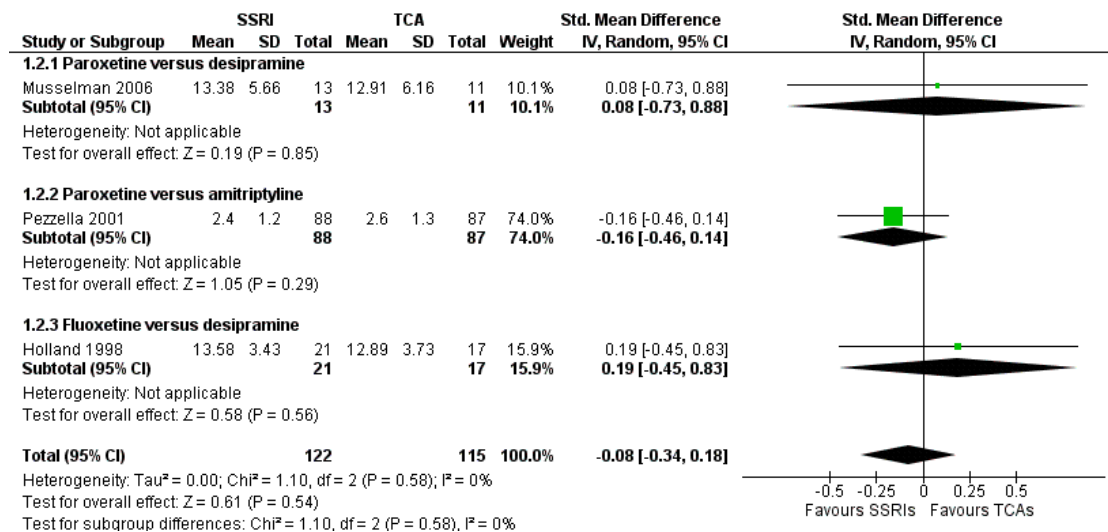 SSRI TCA Std. Mean Difference Std. Mean Difference
Study or Subgroup Mean SD Total Mean SD Total Weight IV, Random, 95% CI IV, Random, 95% CI
1.2.1 Paroxetine versus desipramine
Musselman 2006 13.38 5.66 13 12.91 6.16 11 10.1% 0.08 [-0.73, 0.88]
Subtotal (95% CI) 13 11 10.1% 0.08 [-0.73, 0.88]
Heterogeneity: Not applicable
Test for overall effect: Z = 0.19 (P = 0.85)
1.2.2 Paroxetine versus amitriptyline
Pezzella 2001 2.4 1.2 88 2.6 1.3 87 74.0% -0.16 [-0.46, 0.14]
Subtotal (95% CI) 88 87 74.0% -0.16 [-0.46, 0.14]
Heterogeneity: Not applicable
Test for overall effect: Z = 1.05 (P = 0.29)
1.2.3 Fluoxetine versus desipramine
Holland 1998 13.58 3.43 21 12.89 3.73 17 15.9% 0.19 [-0.45, 0.83]
Subtotal (95% CI) 21 17 15.9% 0.19 [-0.45, 0.83]
Heterogeneity: Not applicable
Test for overall effect: Z = 0.58 (P = 0.56)
Total (95% CI) 122 115 100.0% -0.08 [-0.34, 0.18]
Heterogeneity: Tau² = 0.00; Chi² = 1.10, df = 2 (P = 0.58); I² = 0%
Test for overall effect: Z = 0.61 (P = 0.54)
Test for subgroup differences: Chi² = 1.10, df = 2 (P = 0.58), I² = 0%
-0.5 -0.25 0 0.25 0.5
Favours SSRIs Favours TCAs